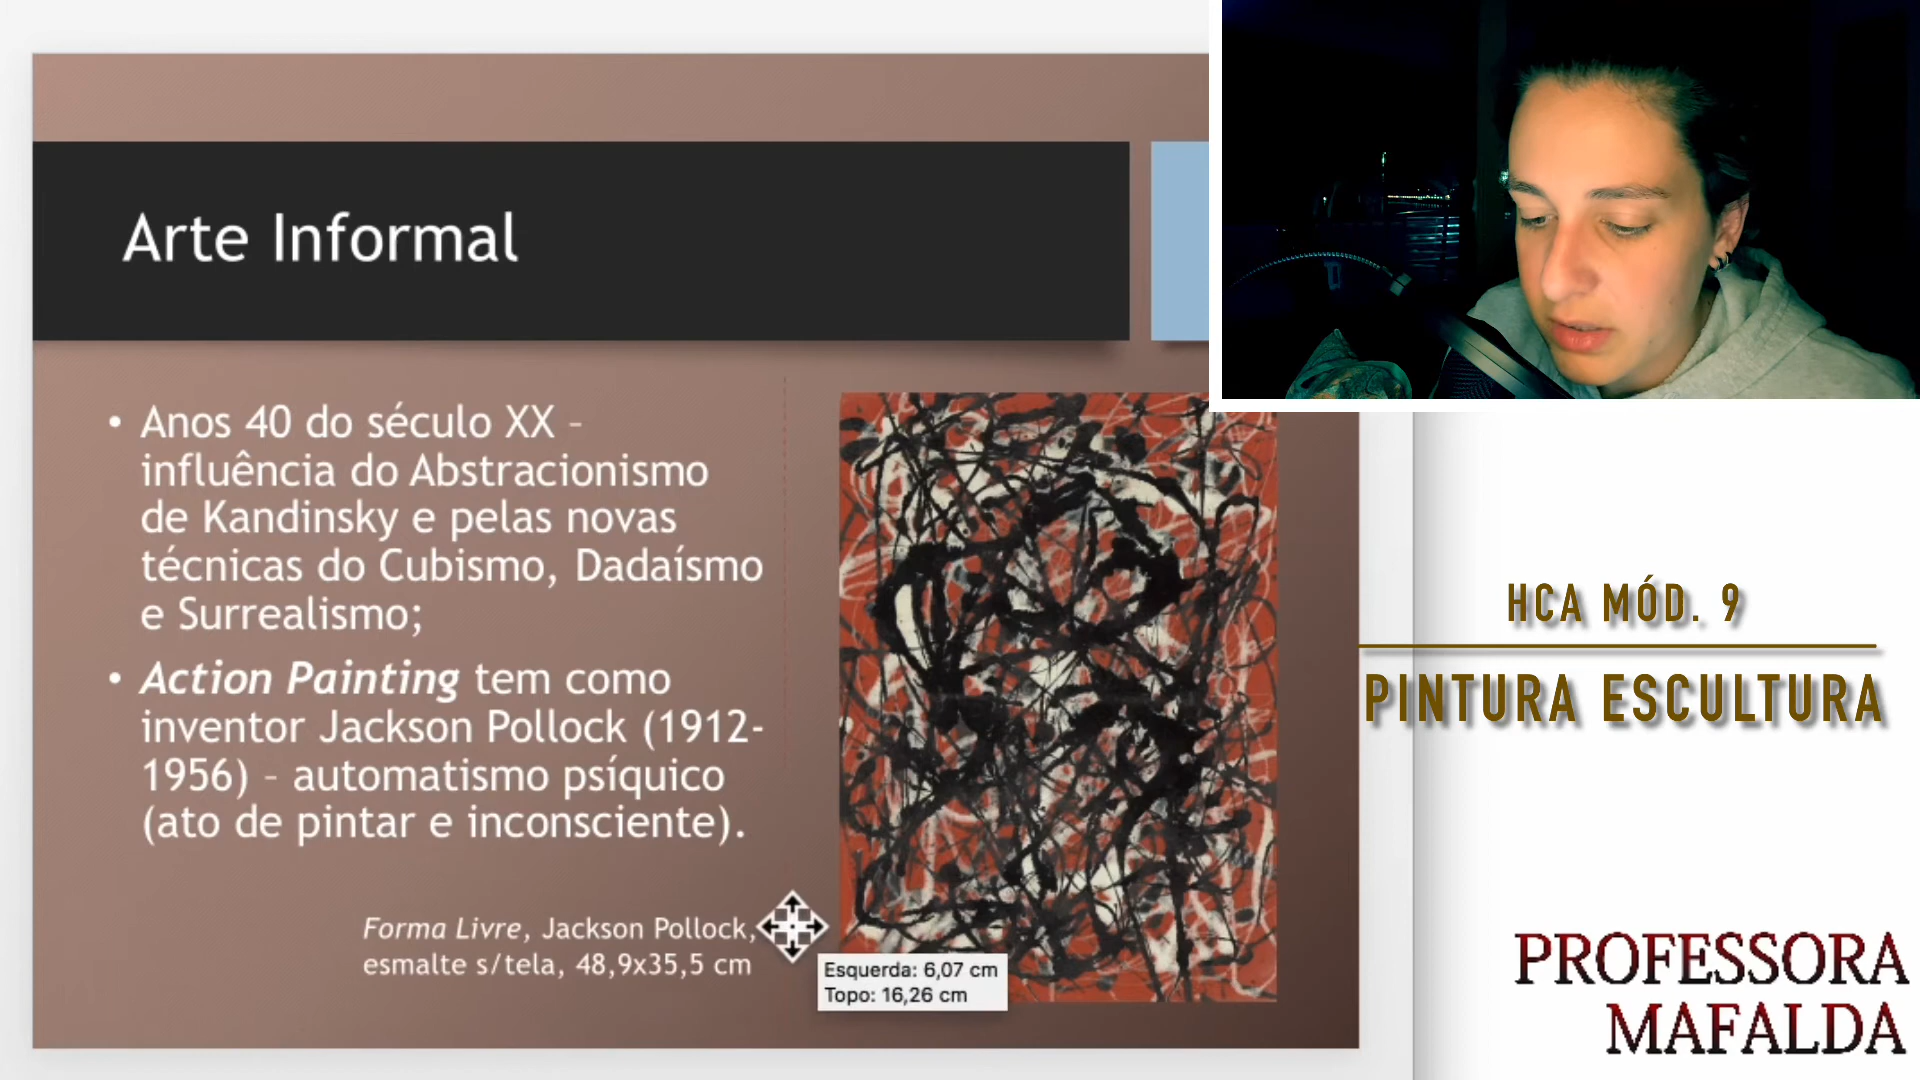 Arte Informal
• Anos 40 do século XX –
influência do Abstracionismo
de Kandinsky e pelas novas
técnicas do Cubismo, Dadaísmo
e Surrealismo;
• Action Painting tem como
inventor Jackson Pollock (1912-
1956) – automatismo psíquico
(ato de pintar e inconsciente).
Forma Livre, Jackson Pollock,
esmalte s/tela, 48,9x35,5 cm
Esquerda: 6,07 cm
Topo: 16,26 cm
HCA MÓD. 9
PINTURA ESCULTURA
PROFESSORA
MAFALDA